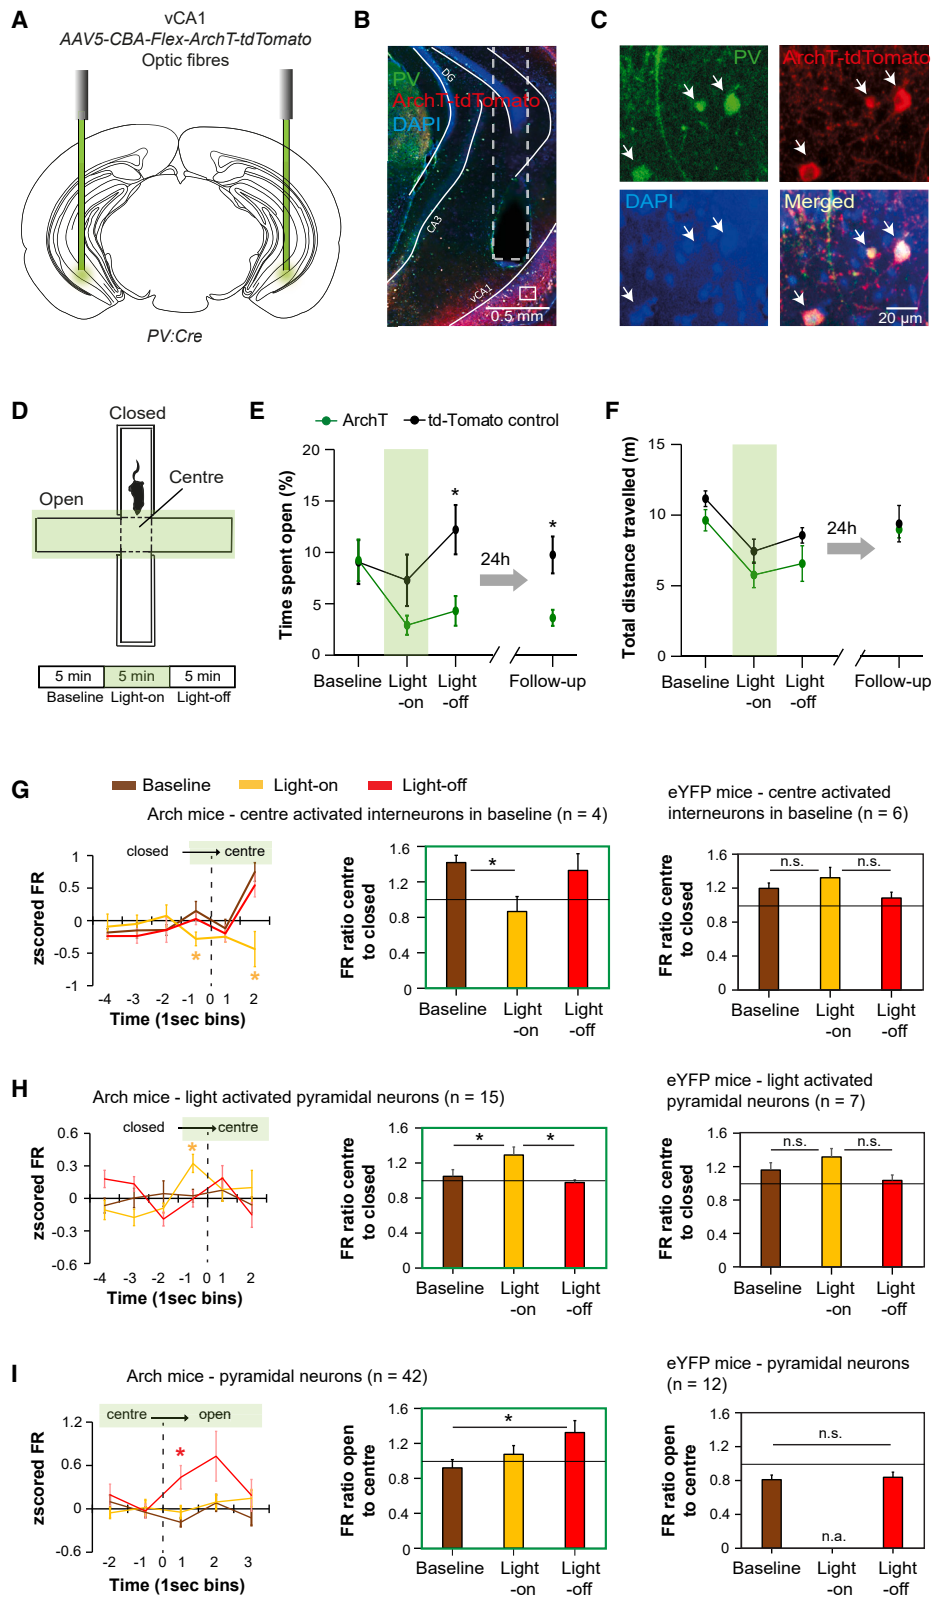 A
vCA1
AAV5-CBA-Flex-ArchT-tdTomato
Optic fibres
PV:Cre
B
PV
ArchT-tdTomato
DAPI
DG
CA3
vCA1
0.5 mm
C
PV
ArchT-tdTomato
DAPI
Merged
20 µm
D
Closed
Centre
Open
5 min 5 min 5 min
Baseline Light-on Light-off
E
ArchT td-Tomato control
Time spent open (%)
20
15
10
5
0
*
*
24h
Baseline Light-on Light-off Follow-up
F
Total distance travelled (m)
15
10
5
0
24h
Baseline Light-on Light-off Follow-up
G
Baseline Light-on Light-off
Arch mice - centre activated interneurons in baseline (n = 4)
closed centre
zscored FR
1
0.5
0
-0.5
-1
*
*
-4 -3 -2 -1 0 1 2
Time (1sec bins)
FR ratio centre to closed
1.6
1.2
0.8
0.4
0
*
Baseline Light-on Light-off
eYFP mice - centre activated
interneurons in baseline (n = 6)
FR ratio centre to closed
1.6
1.2
0.8
0.4
0
n.s. n.s.
Baseline Light-on Light-off
H
Arch mice - light activated pyramidal neurons (n = 15)
closed centre
zscored FR
0.6
0.3
0
-0.3
-0.6
*
-4 -3 -2 -1 0 1 2
Time (1sec bins)
FR ratio centre to closed
1.6
1.2
0.8
0.4
0
* *
Baseline Light-on Light-off
eYFP mice - light activated
pyramidal neurons (n = 7)
FR ratio centre to closed
1.6
1.2
0.8
0.4
0
n.s. n.s.
Baseline Light-on Light-off
I
Arch mice - pyramidal neurons (n = 42)
centre open
zscored FR
1.2
0.6
0
-0.6
*
-2 -1 0 1 2 3
Time (1sec bins)
FR ratio open to centre
1.6
1.2
0.8
0.4
0
*
Baseline Light-on Light-off
eYFP mice - pyramidal neurons
(n = 12)
FR ratio open to centre
1.6
1.2
0.8
0.4
0
n.s.
n.a.
Baseline Light-on Light-off